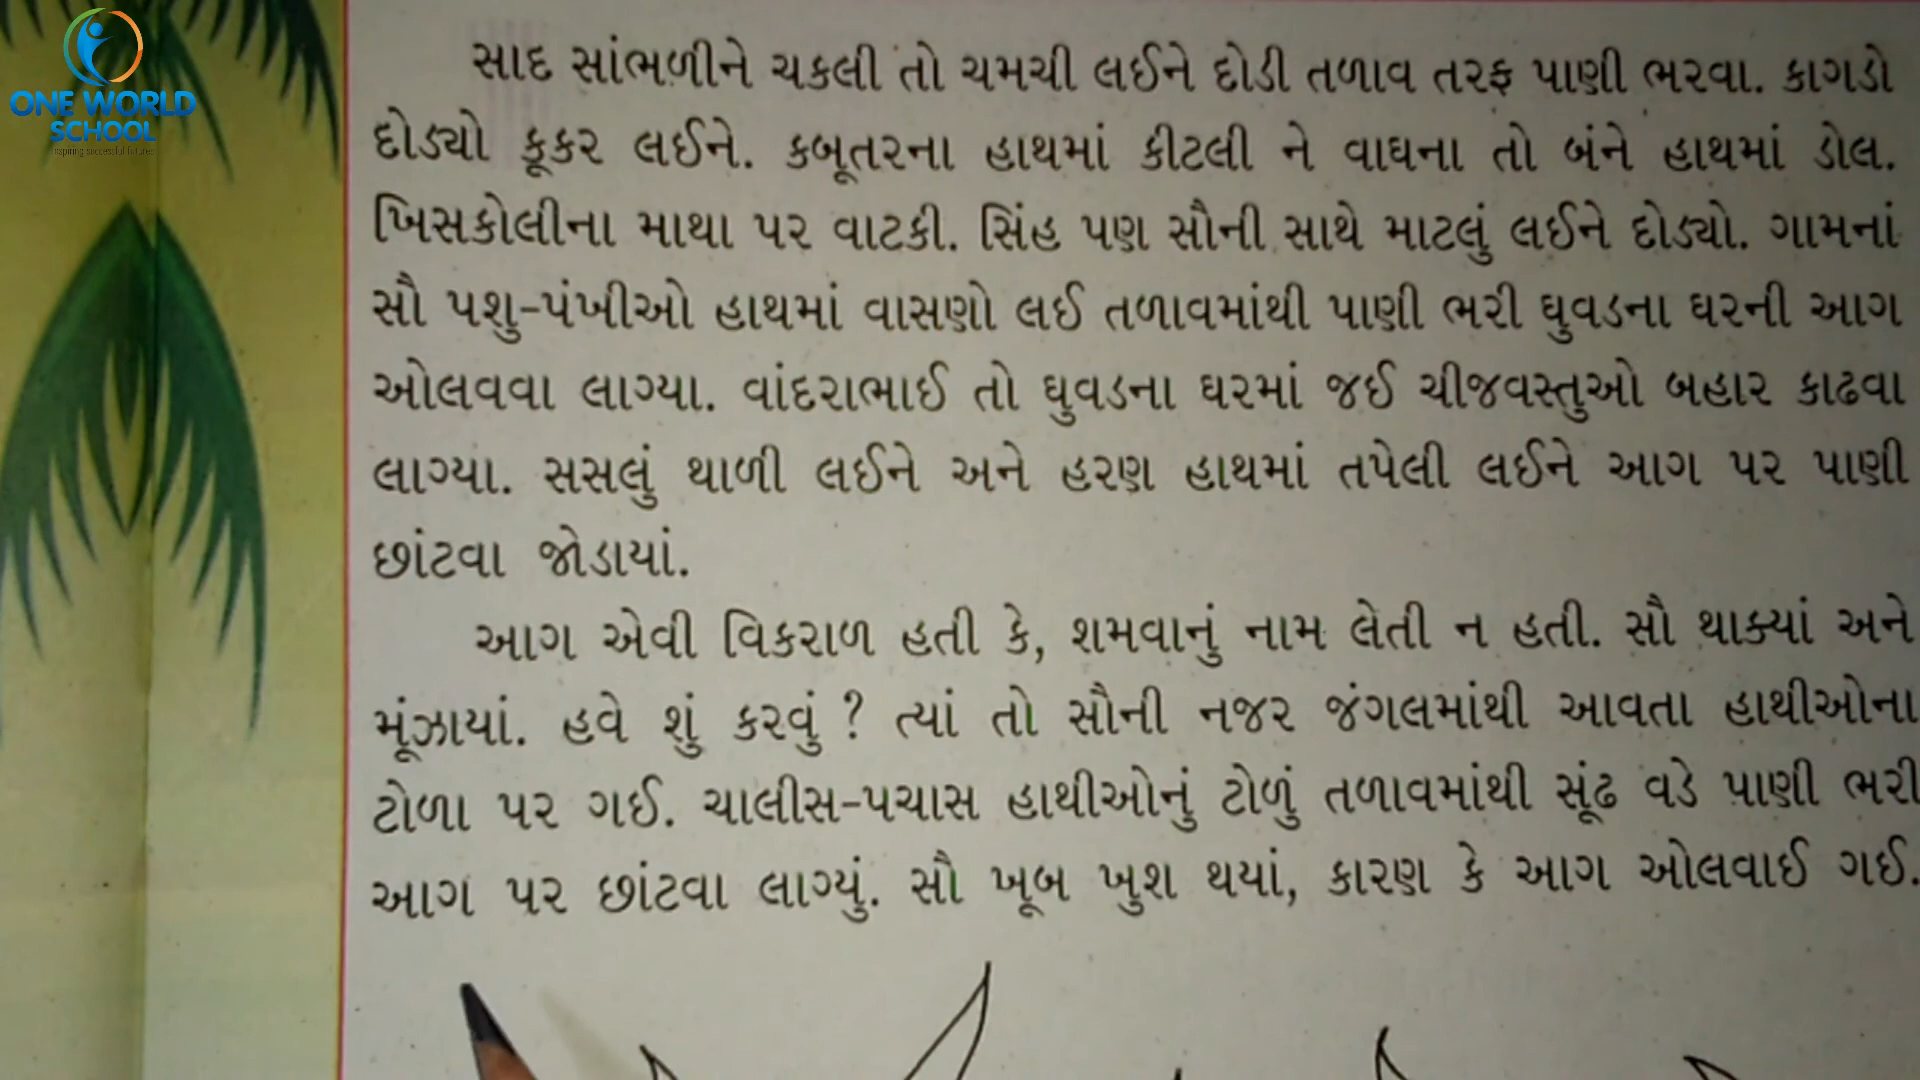 ONE WORLD
SCHOOL
inspiring successful futures
સાદ સાંભળીને ચકલી તો ચમચી લઈને દોડી તળાવ તરફ પાણી ભરવા. કાગડો
દોડ્યો કૂકર લઈને. કબૂતરના હાથમાં કીટલી ને વાઘના તો બંને હાથમાં ડોલ.
ખિસકોલીના માથા પર વાટકી. સિંહ પણ સૌની સાથે માટલું લઈને દોડ્યો. ગામનાં
સૌ પશુ-પંખીઓ હાથમાં વાસણો લઈ તળાવમાંથી પાણી ભરી ઘુવડના ઘરની આગ
ઓલવવા લાગ્યા. વાંદરાભાઈ તો ઘુવડના ઘરમાં જઈ ચીજવસ્તુઓ બહાર કાઢવા
લાગ્યા. સસલું થાળી લઈને અને હરણ હાથમાં તપેલી લઈને આગ પર પાણી
છાંટવા જોડાયાં.
આગ એવી વિકરાળ હતી કે, શમવાનું નામ લેતી ન હતી. સૌ થાક્યાં અને
મૂંઝાયાં. હવે શું કરવું ? ત્યાં તો સૌની નજર જંગલમાંથી આવતા હાથીઓના
ટોળા પર ગઈ. ચાલીસ-પચાસ હાથીઓનું ટોળું તળાવમાંથી સૂંઢ વડે પાણી ભરી
આગ પર છાંટવા લાગ્યું. સૌ ખૂબ ખુશ થયાં, કારણ કે આગ ઓલવાઈ ગઈ.